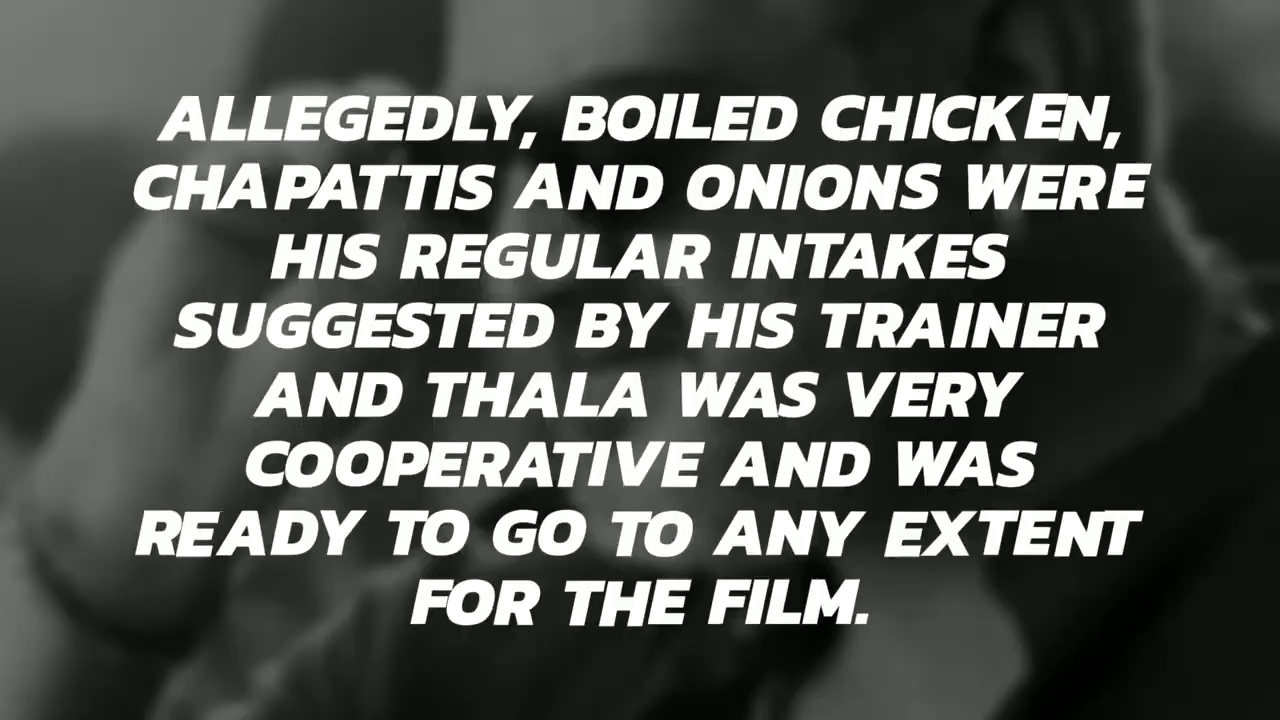 ALLEGEDLY, BOILED CHICKEN,
CHAPATTIS AND ONIONS WERE
HIS REGULAR INTAKES
SUGGESTED BY HIS TRAINER
AND THALA WAS VERY
COOPERATIVE AND WAS
READY TO GO TO ANY EXTENT
FOR THE FILM.